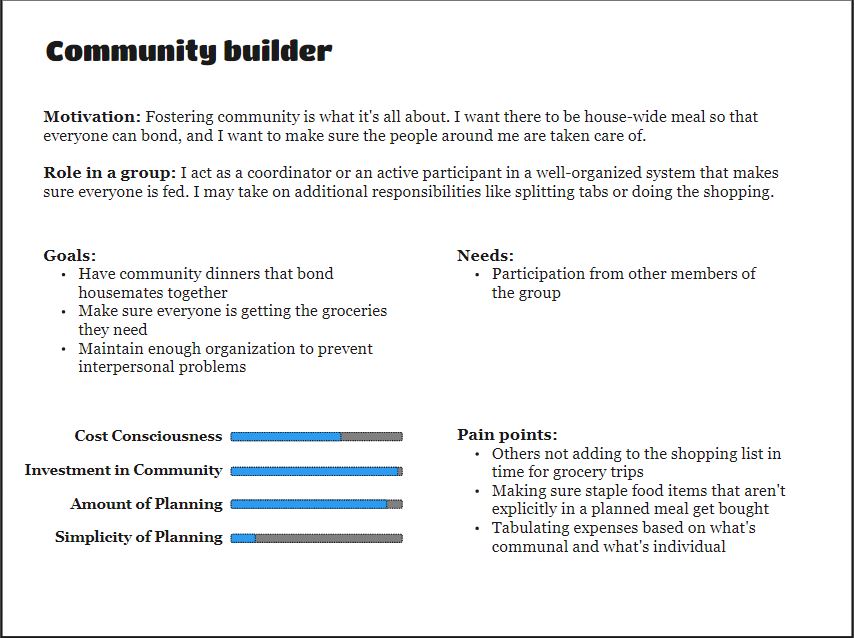 Community builder
Motivation: Fostering community is what it's all about. I want there to be house-wide meal so that
everyone can bond, and I want to make sure the people around me are taken care of.
Role in a group: I act as a coordinator or an active participant in a well-organized system that makes
sure everyone is fed. I may take on additional responsibilities like splitting tabs or doing the shopping.
Goals:
• Have community dinners that bond
housemates together
• Make sure everyone is getting the groceries
they need
• Maintain enough organization to prevent
interpersonal problems
Needs:
• Participation from other members of
the group
Cost Consciousness
Investment in Community
Amount of Planning
Simplicity of Planning
Pain points:
• Others not adding to the shopping list in
time for grocery trips
• Making sure staple food items that aren't
explicitly in a planned meal get bought
• Tabulating expenses based on what's
communal and what's individual